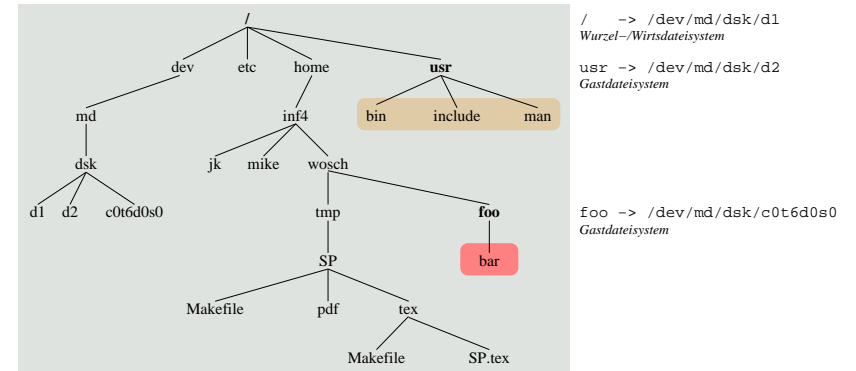 /
/ -> /dev/md/dsk/d1
Wurzel-/Wirtsdateisystem
dev etc home usr
usr -> /dev/md/dsk/d2
Gastdateisystem
md inf4 bin include man
dsk jk mike wosch
d1 d2 c0t6d0s0 tmp foo
foo -> /dev/md/dsk/c0t6d0s0
Gastdateisystem
SP bar
Makefile pdf tex
Makefile SP.tex